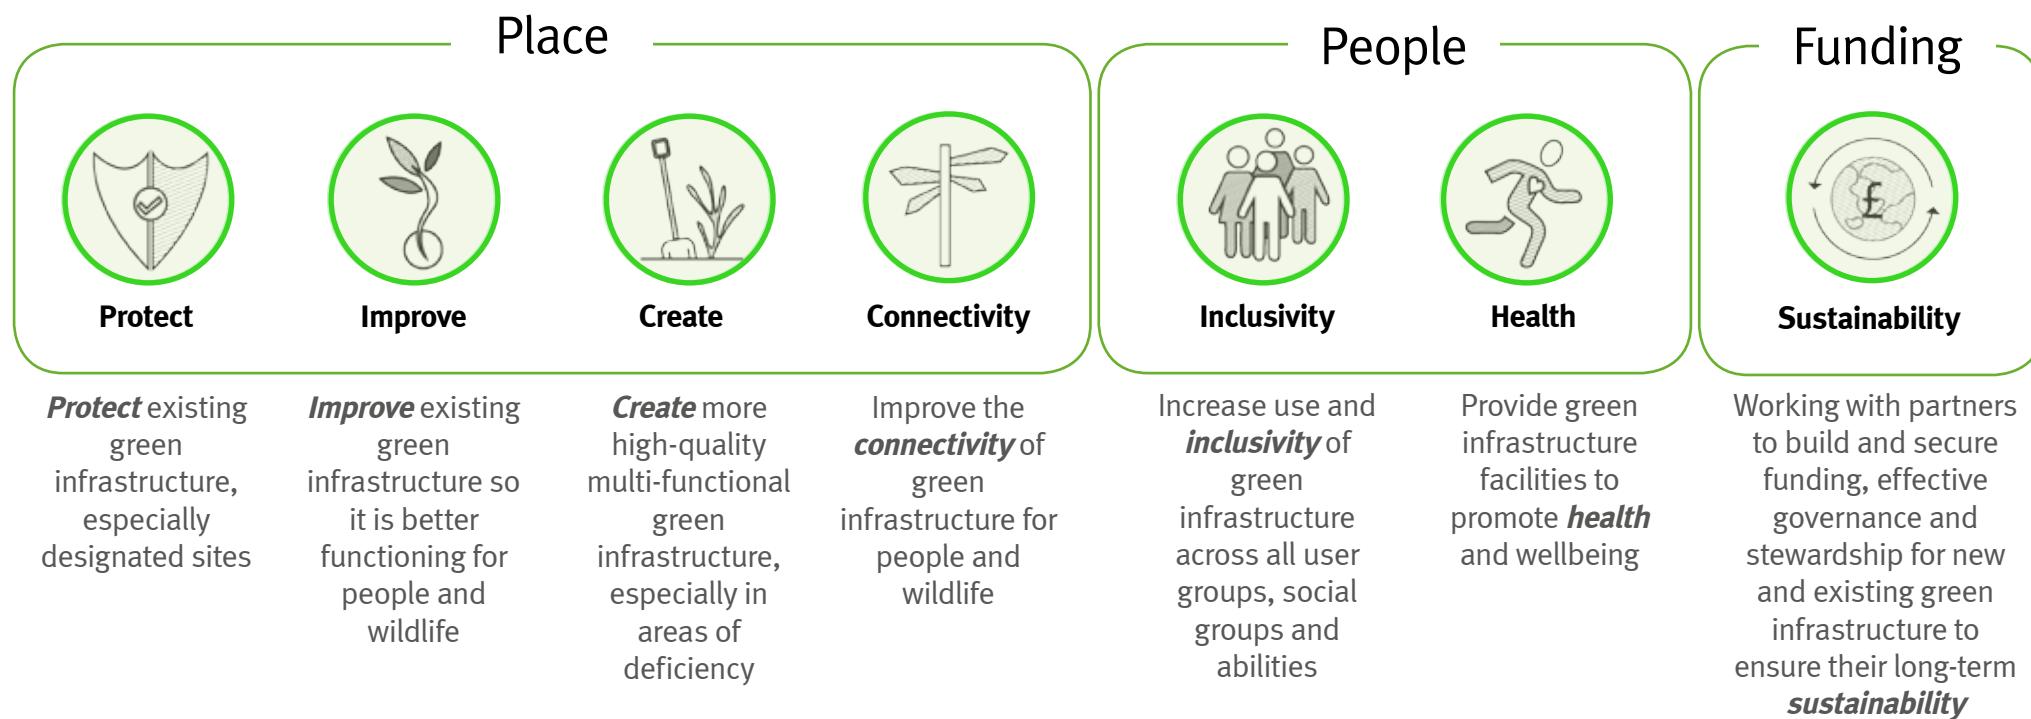 Place
Protect
Improve
Create
Connectivity
People
Inclusivity
Health
Funding
£
Sustainability
Protect existing
green
infrastructure,
especially
designated sites
Improve existing
green
infrastructure so
it is better
functioning for
people and
wildlife
Create more
high-quality
multi-functional
green
infrastructure,
especially in
areas of
deficiency
Improve the
connectivity of
green
infrastructure for
people and
wildlife
Increase use and
inclusivity of
green
infrastructure
across all user
groups, social
groups and
abilities
Provide green
infrastructure
facilities to
promote health
and wellbeing
Working with partners
to build and secure
funding, effective
governance and
stewardship for new
and existing green
infrastructure to
ensure their long-term
sustainability